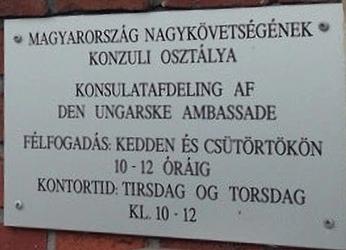 MAGYARORSZÁG NAGYKÖVETSÉGÉNEK
KONZULI OSZTÁLYA
KONSULATAFDELING AF
DEN UNGARSKE AMBASSADE
FÉLFOGADÁS: KEDDEN ÉS CSÜTÖRTÖKÖN
10 - 12 ÓRÁIG
KONTORTID: TIRSDAG OG TORSDAG
KL. 10 - 12